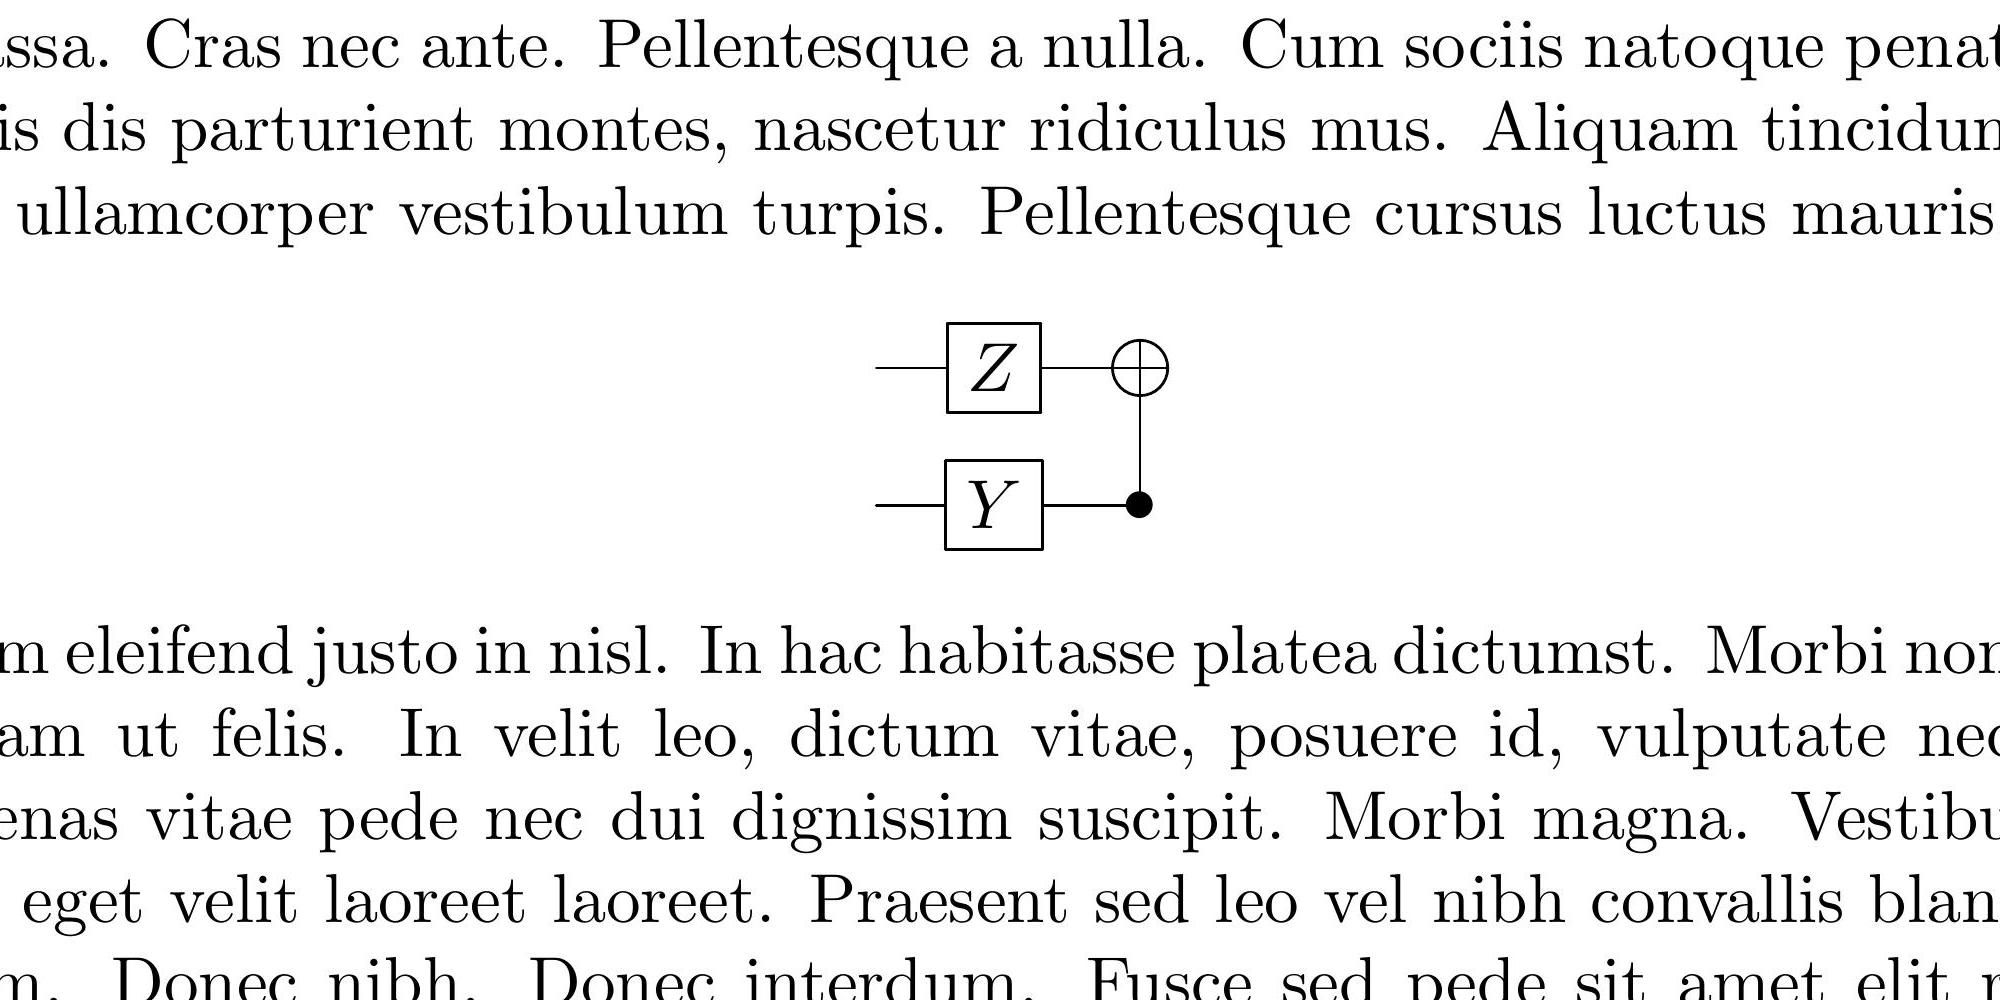 ssa. Cras nec ante. Pellentesque a nulla. Cum sociis natoque penat
is dis parturient montes, nascetur ridiculus mus. Aliquam tincidun
ullamcorper vestibulum turpis. Pellentesque cursus luctus mauris
Z
Y
m eleifend justo in nisl. In hac habitasse platea dictumst. Morbi non
am ut felis. In velit leo, dictum vitae, posuere id, vulputate nec
enas vitae pede nec dui dignissim suscipit. Morbi magna. Vestibu
eget velit laoreet laoreet. Praesent sed leo vel nibh convallis blan
m. Donec nibh. Donec interdum. Fusce sed pede sit amet elit r